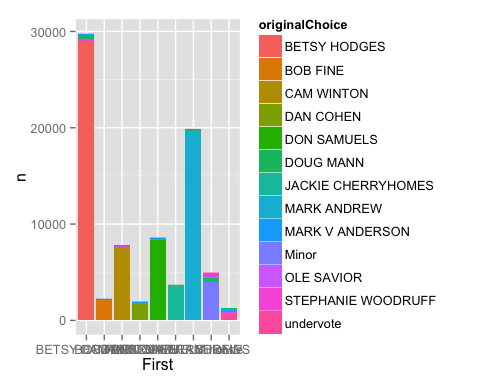 originalChoice
BETSY HODGES
BOB FINE
CAM WINTON
DAN COHEN
DON SAMUELS
DOUG MANN
JACKIE CHERRYHOMES
MARK ANDREW
MARK V ANDERSON
Minor
OLE SAVIOR
STEPHANIE WOODRUFF
undervote
30000
20000
10000
0
n
BETSY
First